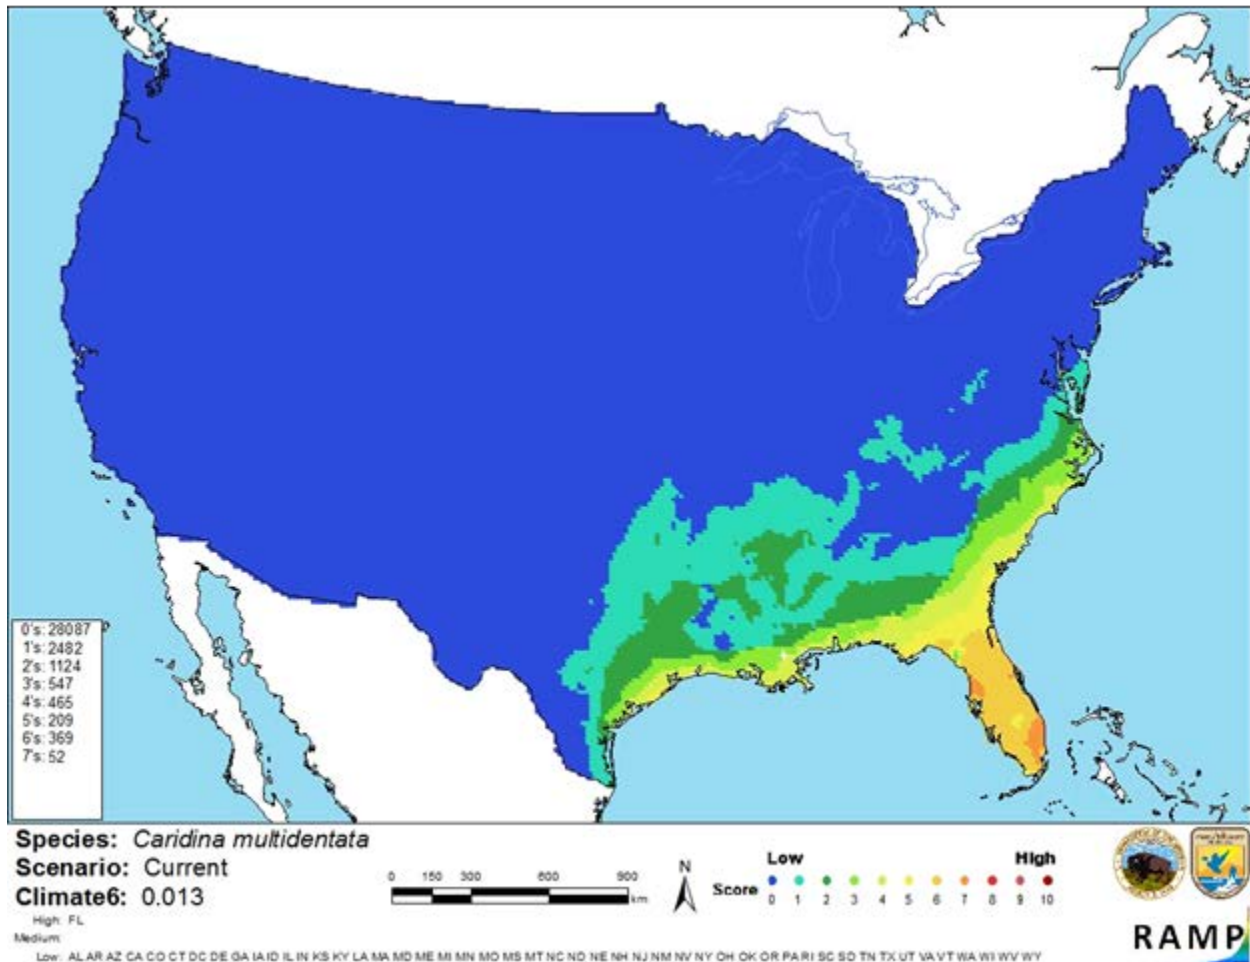 0's: 28087
1's: 2482
2's: 1124
3's: 547
4's: 465
5's: 209
6's: 369
7's: 52
Species: Caridina multidentata
Scenario: Current
Climate6: 0.013
High: FL
Medium:
Low: AL AR AZ CA CO CT DC DE GA IA ID IL IN KS KY LA MA MD ME MI MN MO MS MT NC ND NE NH NJ NM NV NY OH OK OR PA RI SC SD TN TX UT VA VT WA WI WV WY
0 150 300 600 900
km
N
Low High
Score
0 1 2 3 4 5 6 7 8 9 10
RAMP